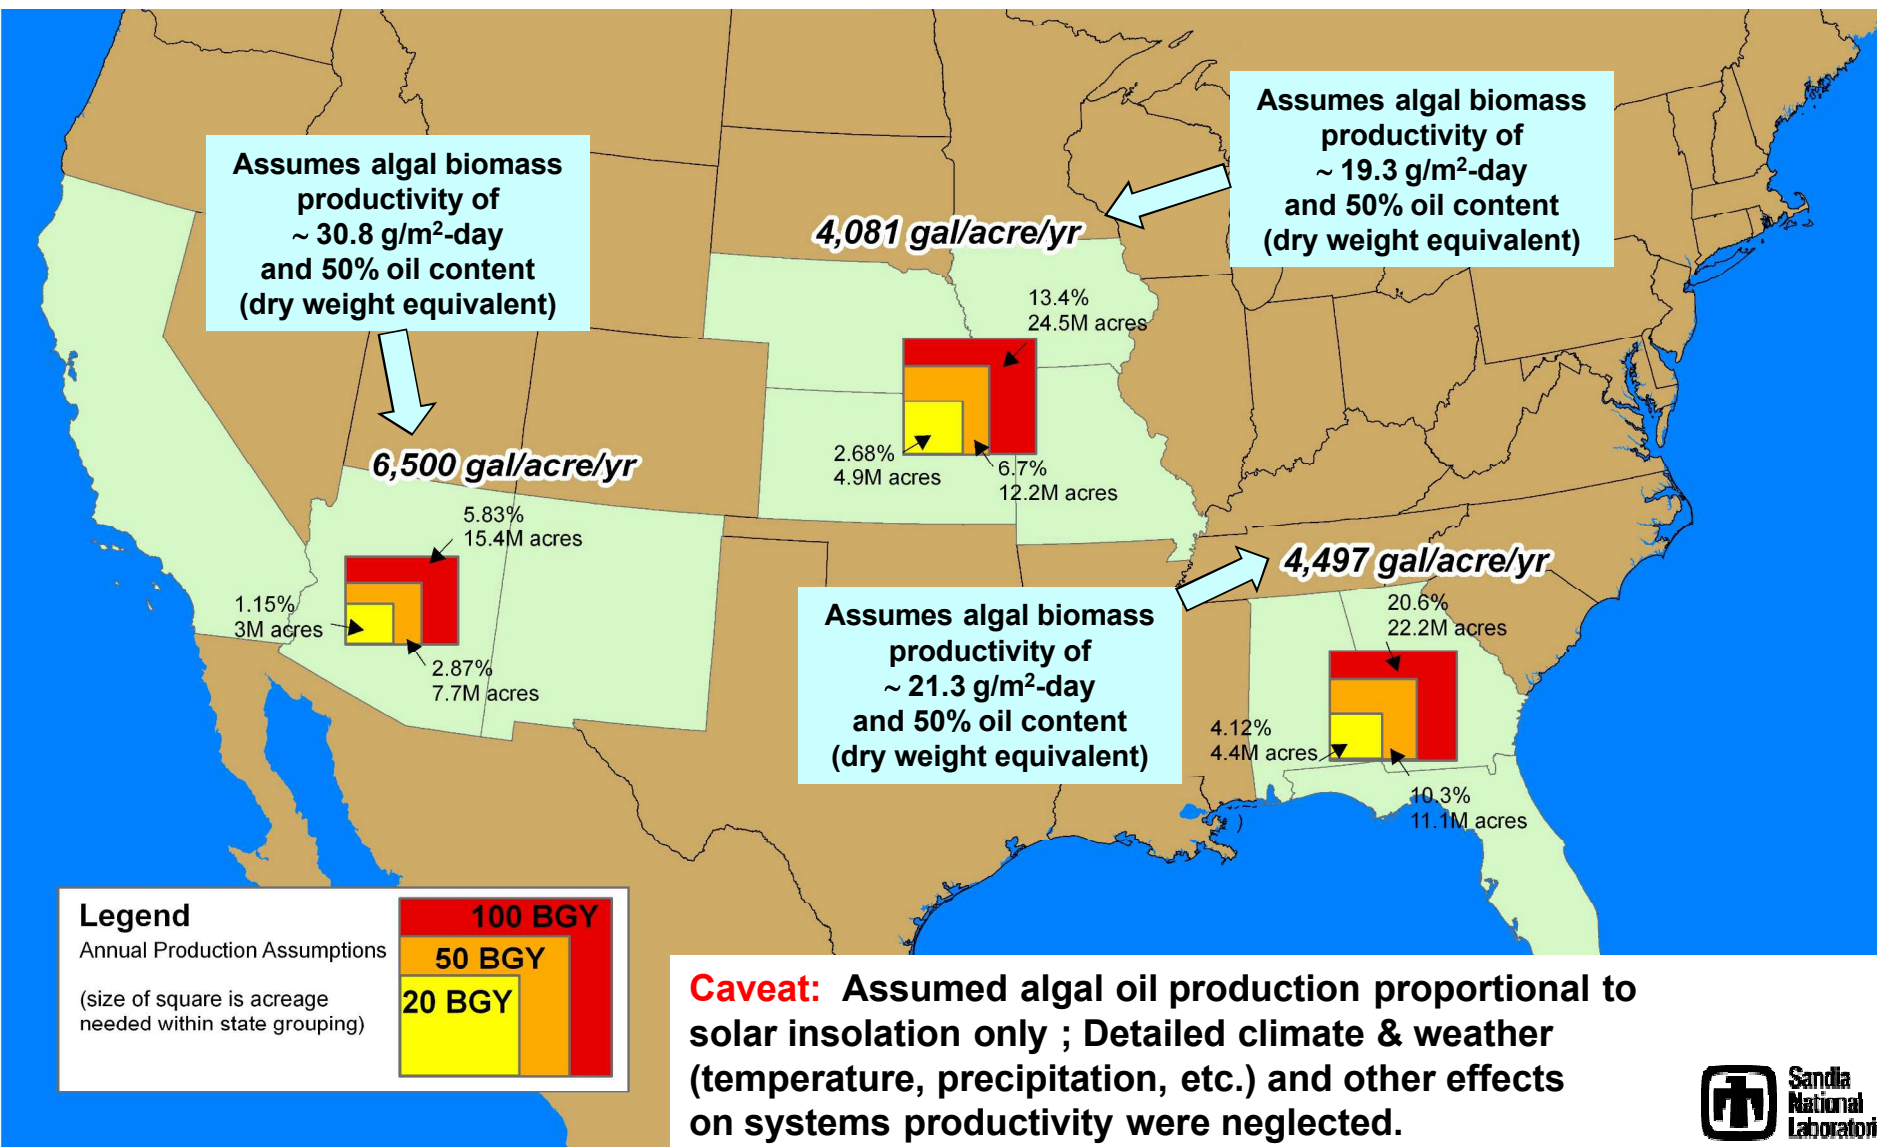 Assumes algal biomass
productivity of
~ 19.3 g/m²-day
and 50% oil content
(dry weight equivalent)
Assumes algal biomass
productivity of
~ 30.8 g/m²-day
and 50% oil content
(dry weight equivalent)
4,081 gal/acre/yr
13.4%
24.5M acres
2.68%
4.9M acres
6.7%
12.2M acres
6,500 gal/acre/yr
5.83%
15.4M acres
1.15%
3M acres
2.87%
7.7M acres
4,497 gal/acre/yr
Assumes algal biomass
productivity of
~ 21.3 g/m²-day
and 50% oil content
(dry weight equivalent)
20.6%
22.2M acres
4.12%
4.4M acres
10.3%
11.1M acres
Legend
Annual Production Assumptions
(size of square is acreage
needed within state grouping)
100 BGY
50 BGY
20 BGY
Caveat: Assumed algal oil production proportional to
solar insolation only ; Detailed climate & weather
(temperature, precipitation, etc.) and other effects
on systems productivity were neglected.
Sandia
National
Laboratori